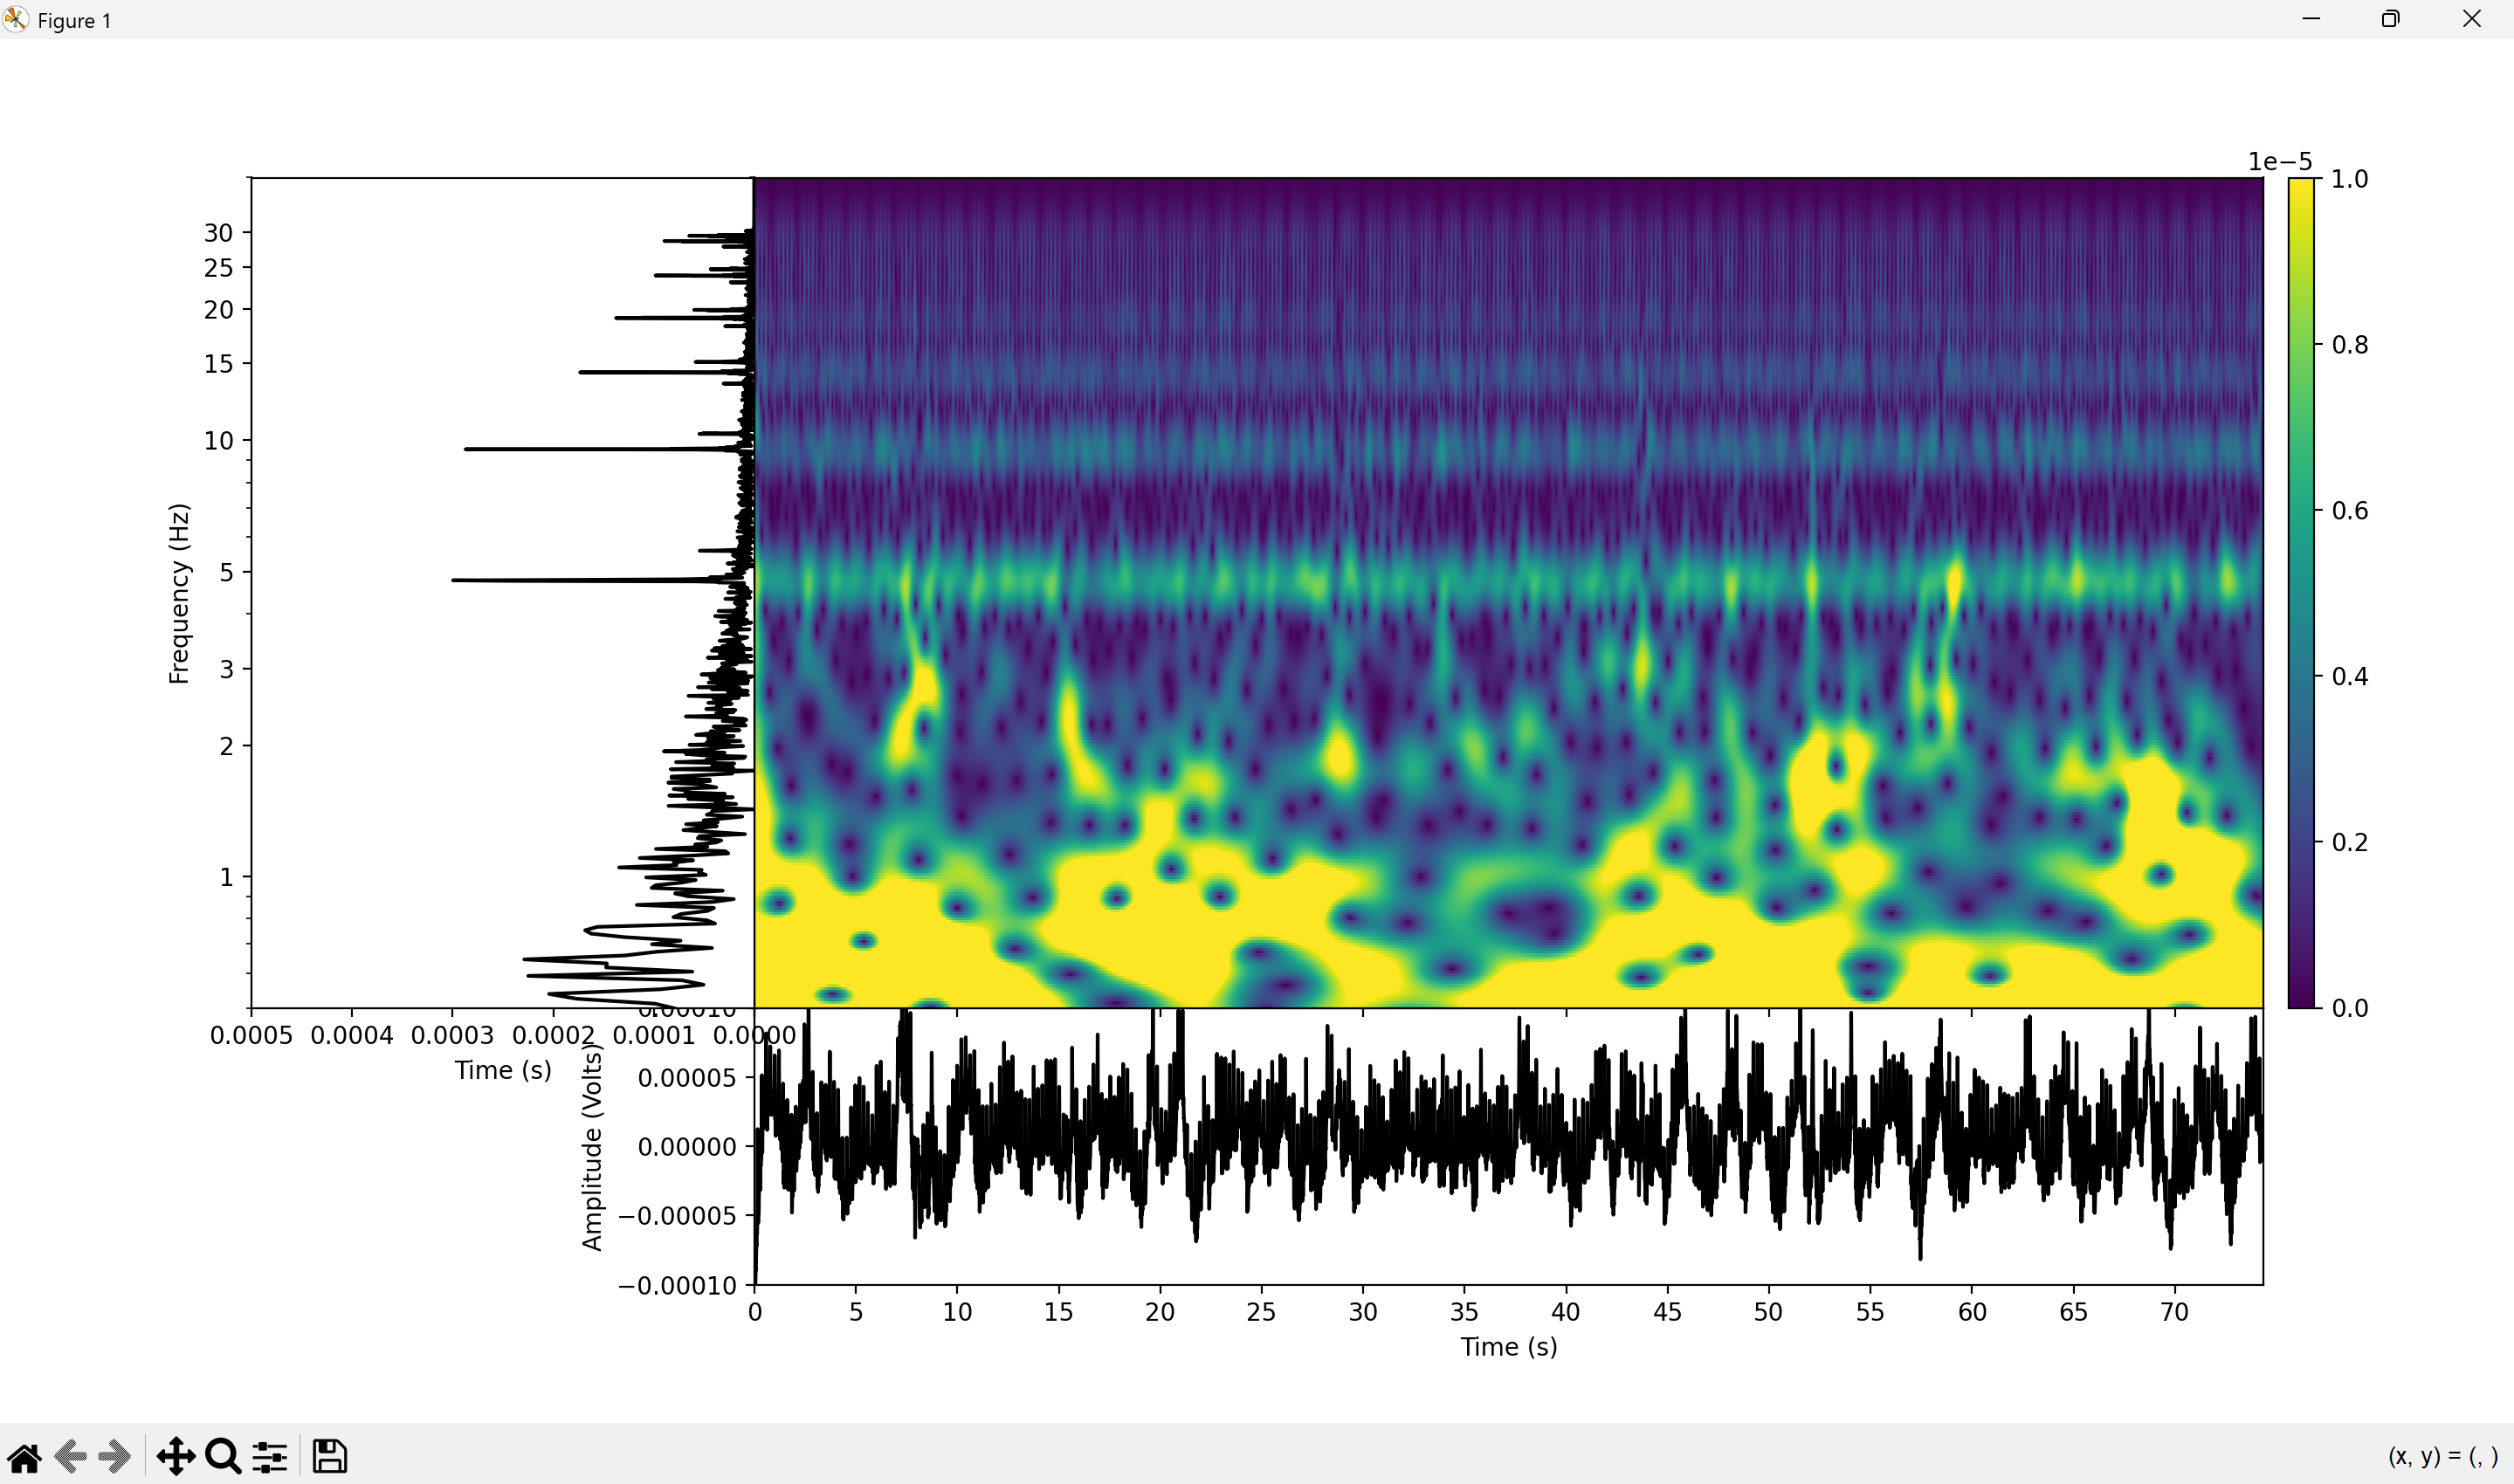 Figure 1
1e−5
30
25
20
15
10
5
3
2
1
Frequency (Hz)
1.0
0.8
0.6
0.4
0.2
0.0
0.0005 0.0004 0.0003 0.0002 0.0001 0.0000
Time (s)
0.00010
0.00005
0.00000
−0.00005
−0.00010
Amplitude (Volts)
0 5 10 15 20 25 30 35 40 45 50 55 60 65 70
Time (s)
(x, y) = (, )